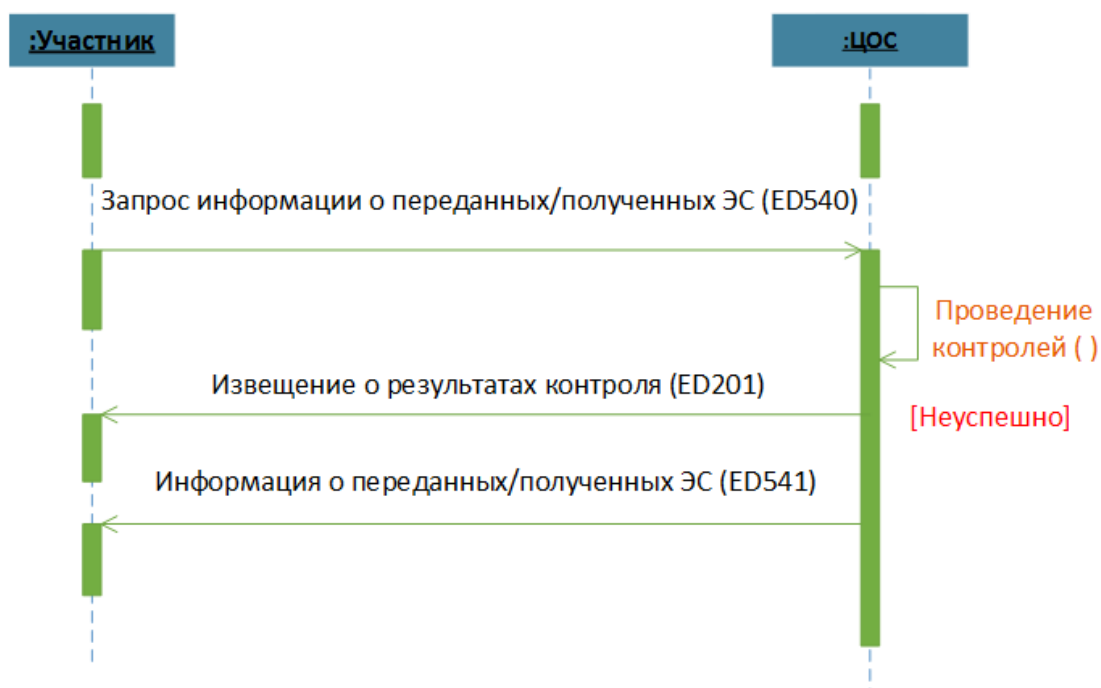 :Участник
:ЦОС
Запрос информации о переданных/полученных ЭС (ED540)
Проведение
контролей ( )
Извещение о результатах контроля (ED201)
[Неуспешно]
Информация о переданных/полученных ЭС (ED541)